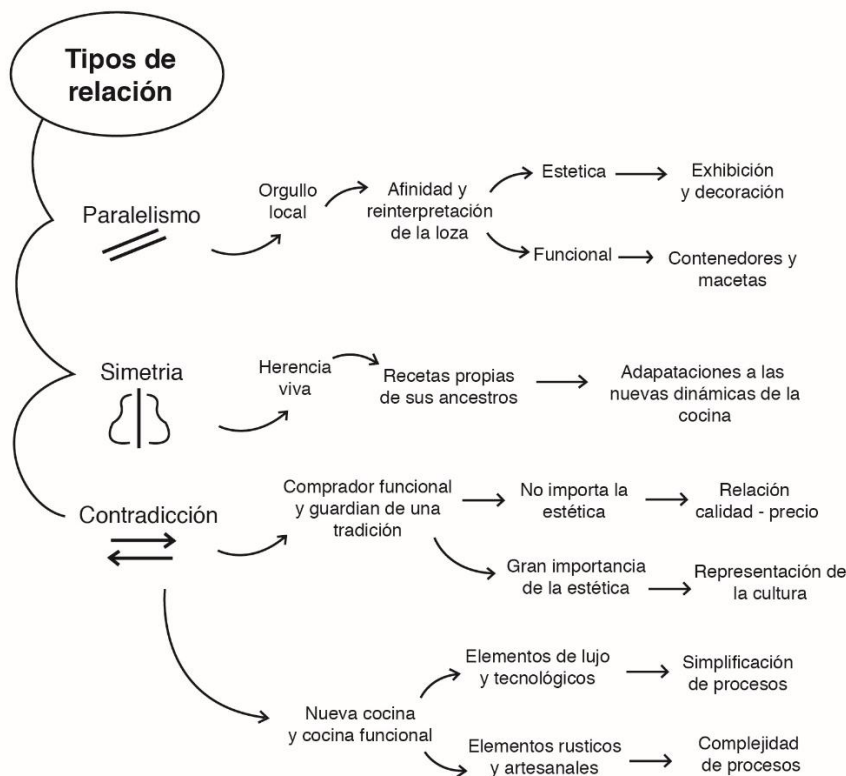 Tipos de
relación
Paralelismo
Orgullo
local
Afinidad y
reinterpretación
de la loza
Estetica
Exhibición
y decoración
Funcional
Contenedores y
macetas
Simetria
Herencia
viva
Recetas propias
de sus ancestros
Adapataciones a las
nuevas dinámicas de la
cocina
Contradicción
Comprador funcional
y guardian de una
tradición
No importa la
estética
Relación
calidad - precio
Gran importancia
de la estética
Representación de
la cultura
Nueva cocina
y cocina funcional
Elementos de lujo
y tecnológicos
Simplificación
de procesos
Elementos rusticos
y artesanales
Complejidad
de procesos